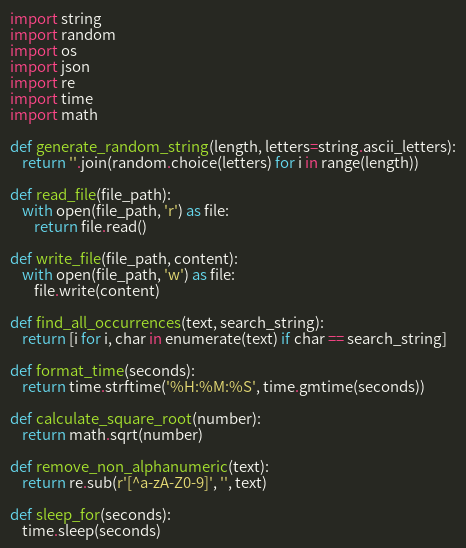 import string
import random
import os
import json
import re
import time
import math

def generate_random_string(length, letters=string.ascii_letters):
    return ''.join(random.choice(letters) for i in range(length))

def read_file(file_path):
    with open(file_path, 'r') as file:
        return file.read()

def write_file(file_path, content):
    with open(file_path, 'w') as file:
        file.write(content)

def find_all_occurrences(text, search_string):
    return [i for i, char in enumerate(text) if char == search_string]

def format_time(seconds):
    return time.strftime('%H:%M:%S', time.gmtime(seconds))

def calculate_square_root(number):
    return math.sqrt(number)

def remove_non_alphanumeric(text):
    return re.sub(r'[^a-zA-Z0-9]', '', text)

def sleep_for(seconds):
    time.sleep(seconds)